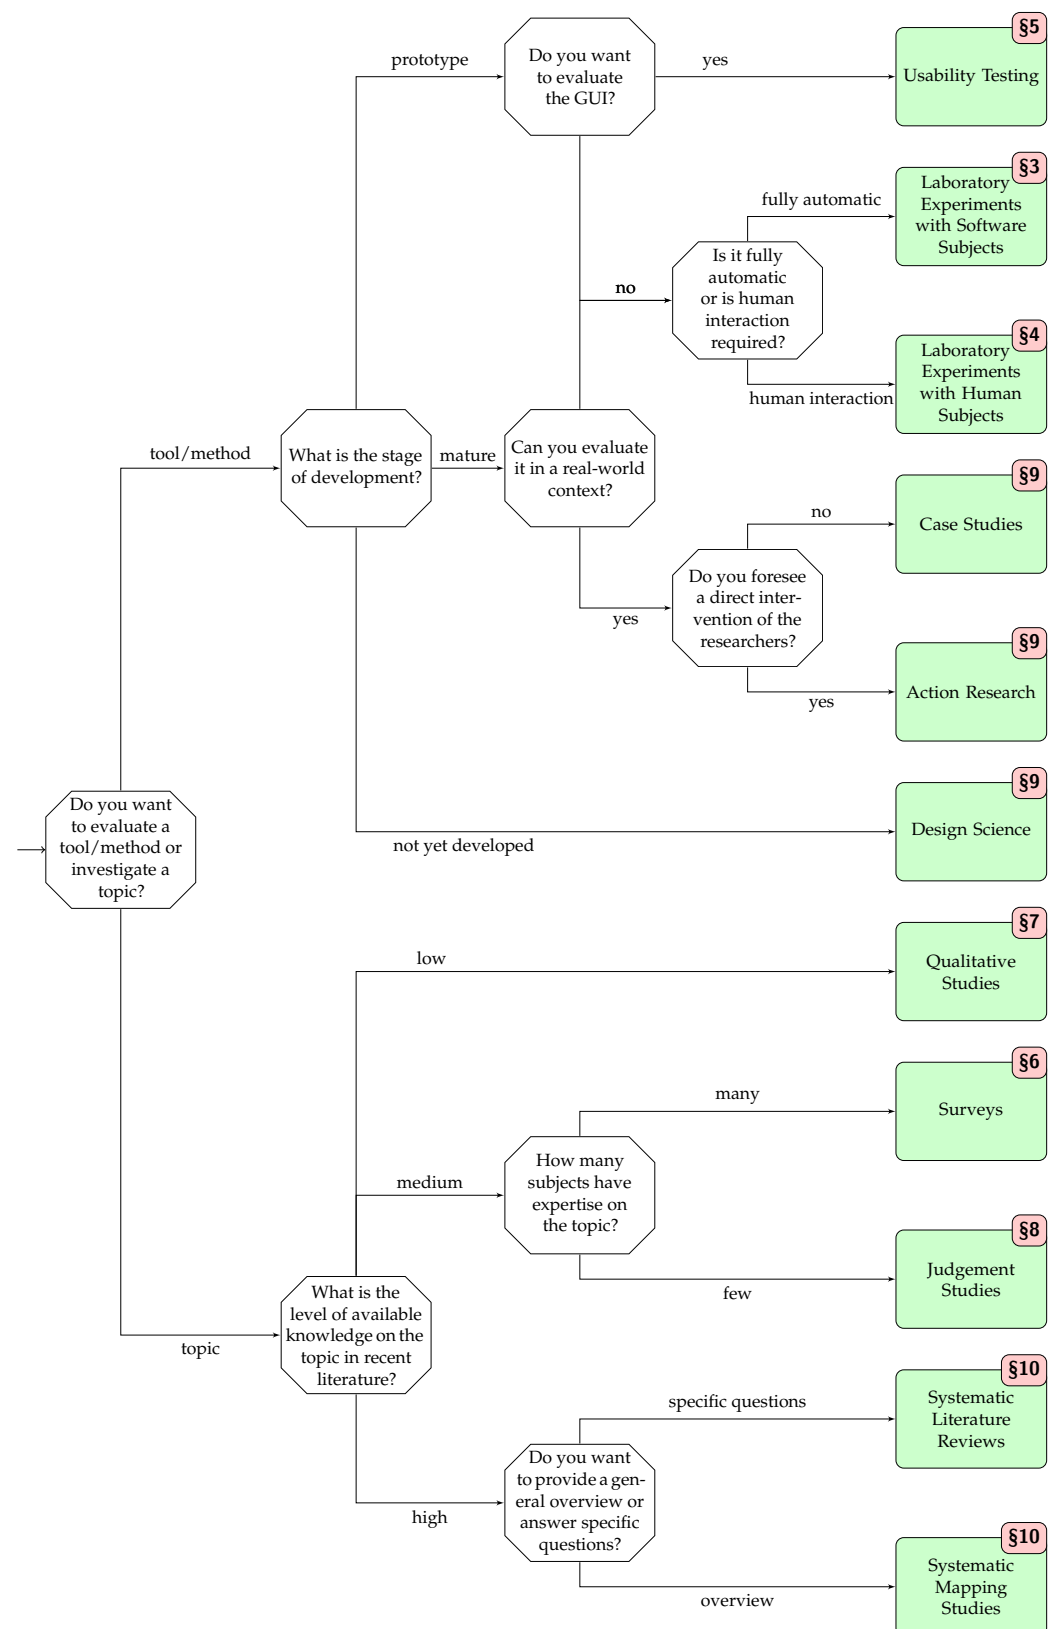 §5
prototype
Do you want
to evaluate
the GUI?
yes
Usability Testing
§3
fully automatic
Laboratory
Experiments
with Software
Subjects
Is it fully
automatic
or is human
interaction
required?
no
§4
human interaction
Laboratory
Experiments
with Human
Subjects
tool/method
What is the stage
of development?
mature
Can you evaluate
it in a real-world
context?
§9
no
Case Studies
Do you foresee
a direct inter-
vention of the
researchers?
yes
§9
Action Research
yes
§9
Design Science
not yet developed
Do you want
to evaluate a
tool/method or
investigate a
topic?
§7
low
Qualitative
Studies
§6
many
Surveys
medium
How many
subjects have
expertise on
the topic?
§8
few
Judgement
Studies
topic
What is the
level of available
knowledge on the
topic in recent
literature?
§10
specific questions
Systematic
Literature
Reviews
high
Do you want
to provide a gen-
eral overview or
answer specific
questions?
§10
overview
Systematic
Mapping
Studies